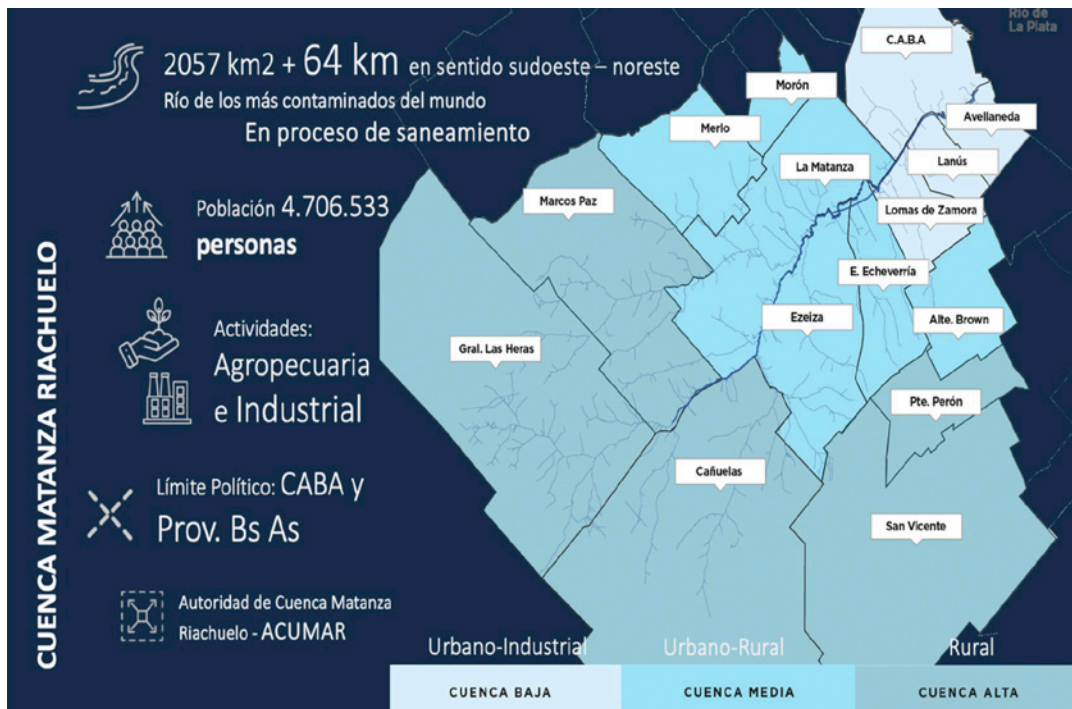 CUENCA MATANZA RIACHUELO
2057 km2 + 64 km en sentido sudoeste – noreste
Río de los más contaminados del mundo
En proceso de saneamiento
Población 4.706.533
personas
Actividades:
Agropecuaria
e Industrial
Límite Político: CABA y
Prov. Bs As
Autoridad de Cuenca Matanza
Riachuelo - ACUMAR
Río de
La Plata
C.A.B.A
Morón
Avellaneda
Merlo
Lanús
La Matanza
Marcos Paz
Lomas de Zamora
E. Echeverría
Ezeiza
Alte. Brown
Gral. Las Heras
Pte. Perón
Cañuelas
San Vicente
Urbano-Industrial
Urbano-Rural
Rural
CUENCA BAJA
CUENCA MEDIA
CUENCA ALTA